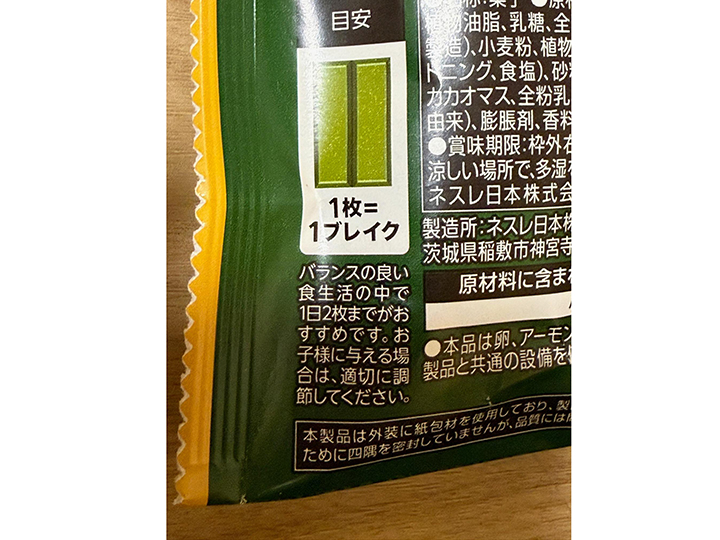 目安
1枚=
1ブレイク
バランスの良い
食生活の中で
1日2枚までがお
すすめです。お
子様に与える場
合は、適切に調
節してください。
植物油脂、乳糖、全
製造)、小麦粉、植物
トニング、食塩)、砂
カカオマス、全粉乳
由来)、膨脹剤、香料
●賞味期限:枠外右
涼しい場所で、多湿
ネスレ日本株式会
製造所:ネスレ日本株
茨城県稲敷市神宮寺
原材料に含ま
●本品は卵、アーモン
製品と共通の設備を
本製品は外装に紙包材を使用しており、製
ために四隅を密封していませんが、品質には